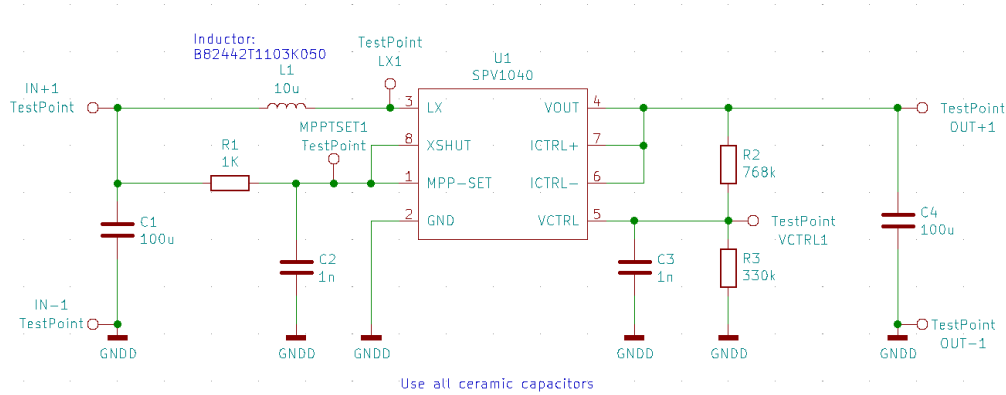 Inductor:
B82442T1103K050
L1
10u
TestPoint
LX1
U1
SPV1040
IN+1
TestPoint
3
LX
VOUT
4
TestPoint
OUT+1
MPPTSET1
TestPoint
8
XSHUT
ICTRL+
7
R1
1K
R2
768k
1
MPP-SET
ICTRL-
6
2
GND
VCTRL
5
TestPoint
VCTRL1
C1
100u
C4
100u
C2
1n
C3
1n
R3
330k
IN-1
TestPoint
TestPoint
OUT-1
GNDD
GNDD
GNDD
GNDD
GNDD
GNDD
Use all ceramic capacitors